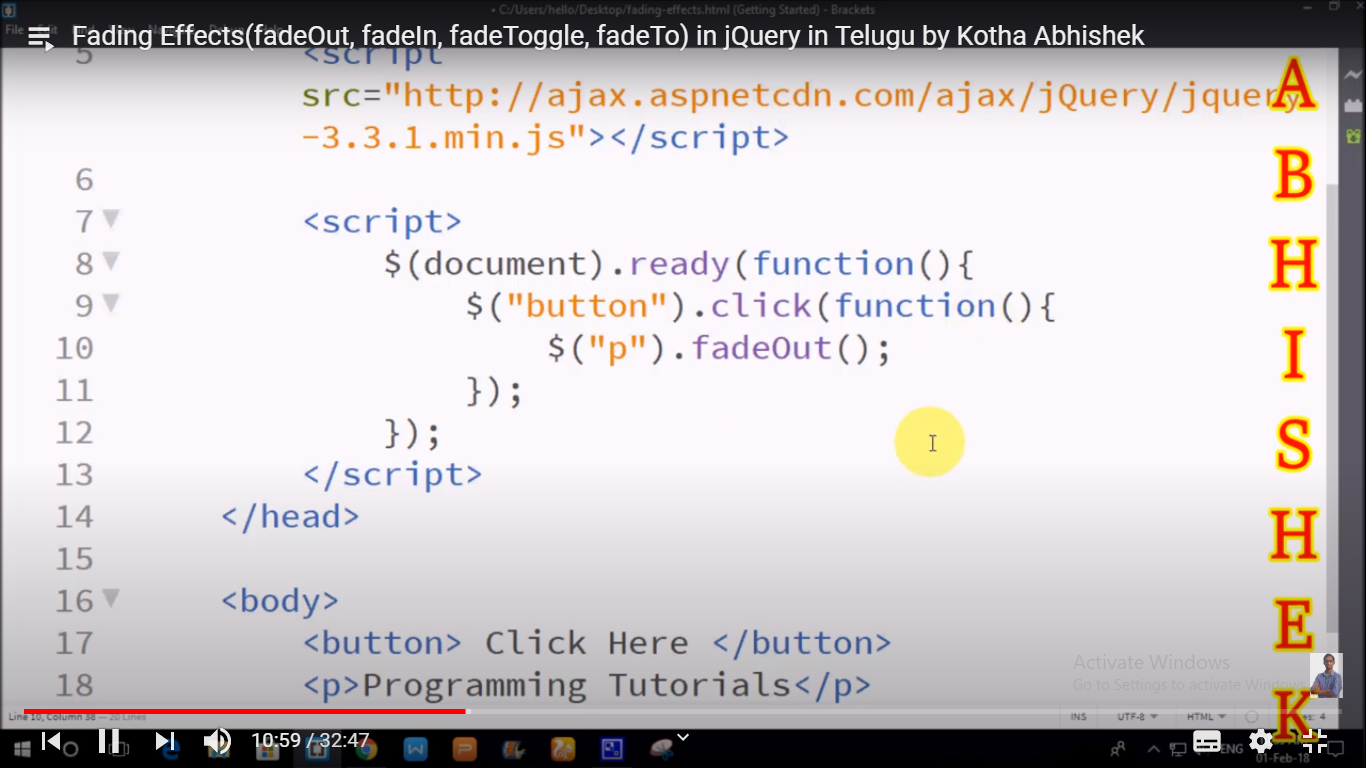 • C:/Users/hello/Desktop/fading-effects.html (Getting Started) - Brackets
File
Fading Effects(fadeOut, fadeIn, fadeToggle, fadeTo) in jQuery in Telugu by Kotha Abhishek
5 <script
src="http://ajax.aspnetcdn.com/ajax/jQuery/jquery
-3.3.1.min.js"></script>
6
7 <script>
8 $(document).ready(function(){
9 $("button").click(function(){
10 $("p").fadeOut();
11 });
12 });
13 </script>
14 </head>
15
16 <body>
17 <button> Click Here </button>
18 <p>Programming Tutorials</p>
A
B
H
I
S
H
E
K
Activate Windows
Go to Settings to activate Windows
Line 10, Column 38 — 20 Lines
INS UTF-8 HTML 4
10:59 / 32:47
ENG
01-Feb-18